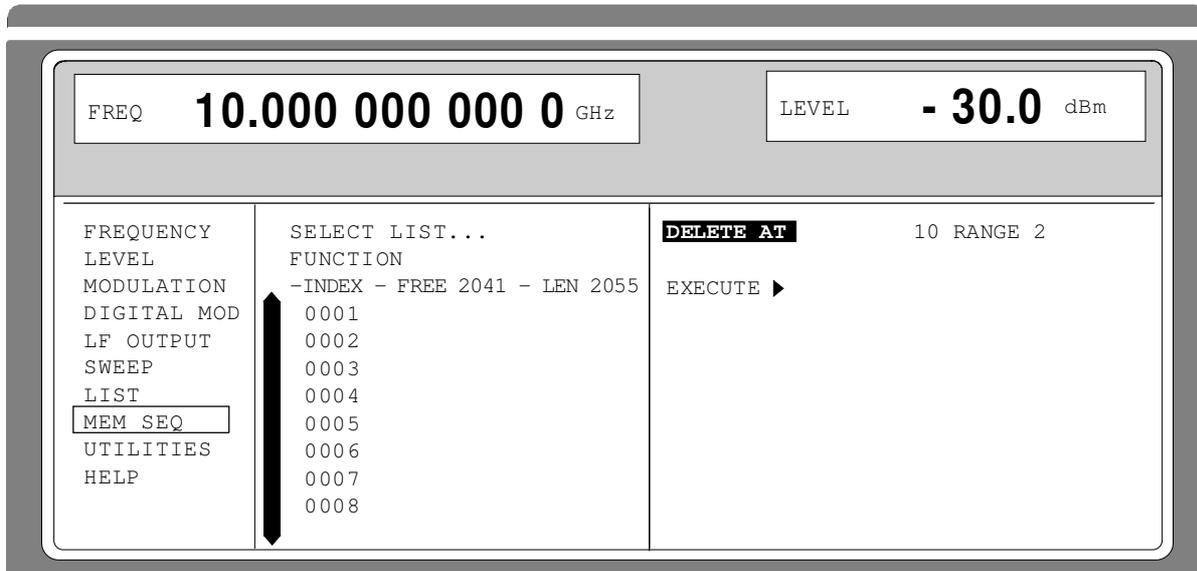 FREQ 10.000 000 000 0 GHz
LEVEL - 30.0 dBm
FREQUENCY
LEVEL
MODULATION
DIGITAL MOD
LF OUTPUT
SWEEP
LIST
MEM SEQ
UTILITIES
HELP
SELECT LIST...
FUNCTION
-INDEX - FREE 2041 - LEN 2055
0001
0002
0003
0004
0005
0006
0007
0008
DELETE AT 10 RANGE 2
EXECUTE